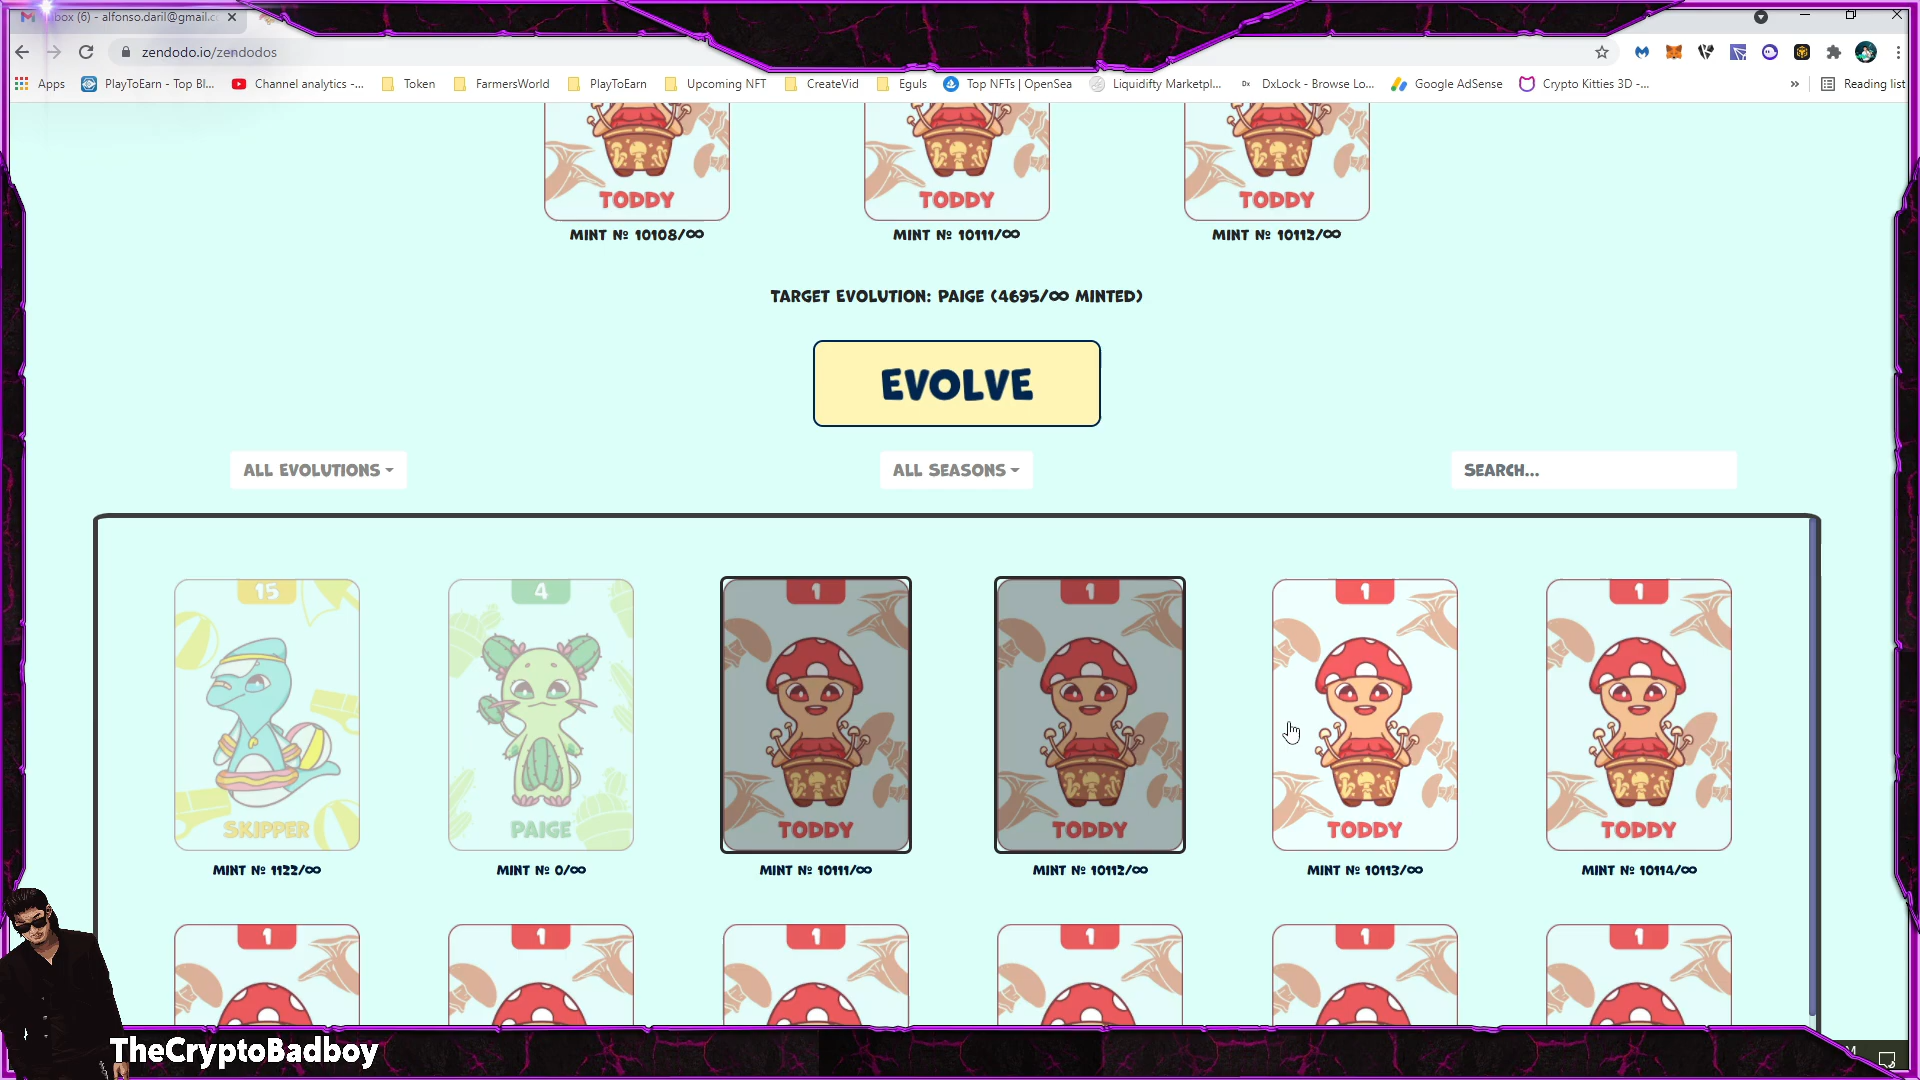 box (6) - alfonso.daril@gmail.c
zendodo.io/zendodos
Apps
PlayToEarn - Top Bl...
Channel analytics -...
Token
FarmersWorld
PlayToEarn
Upcoming NFT
CreateVid
Eguls
Top NFTs | OpenSea
Liquidifty Marketpl...
DxLock - Browse Lo...
Google AdSense
Crypto Kitties 3D -...
»
Reading list
TODDY
TODDY
TODDY
MINT № 10108/∞
MINT № 10111/∞
MINT № 10112/∞
TARGET EVOLUTION: PAIGE (4695/∞ MINTED)
EVOLVE
ALL EVOLUTIONS
ALL SEASONS
SEARCH...
15
4
1
1
1
1
SKIPPER
PAIGE
TODDY
TODDY
TODDY
TODDY
MINT № 1122/∞
MINT № 0/∞
MINT № 10111/∞
MINT № 10112/∞
MINT № 10113/∞
MINT № 10114/∞
1
1
1
1
1
1
TheCryptoBadboy